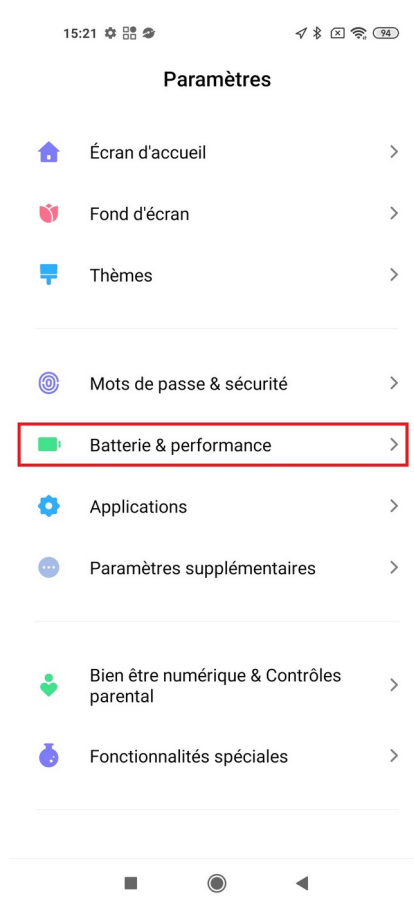 15:21
94
Paramètres
Écran d'accueil
Fond d'écran
Thèmes
Mots de passe & sécurité
Batterie & performance
Applications
Paramètres supplémentaires
Bien être numérique & Contrôles
parental
Fonctionnalités spéciales